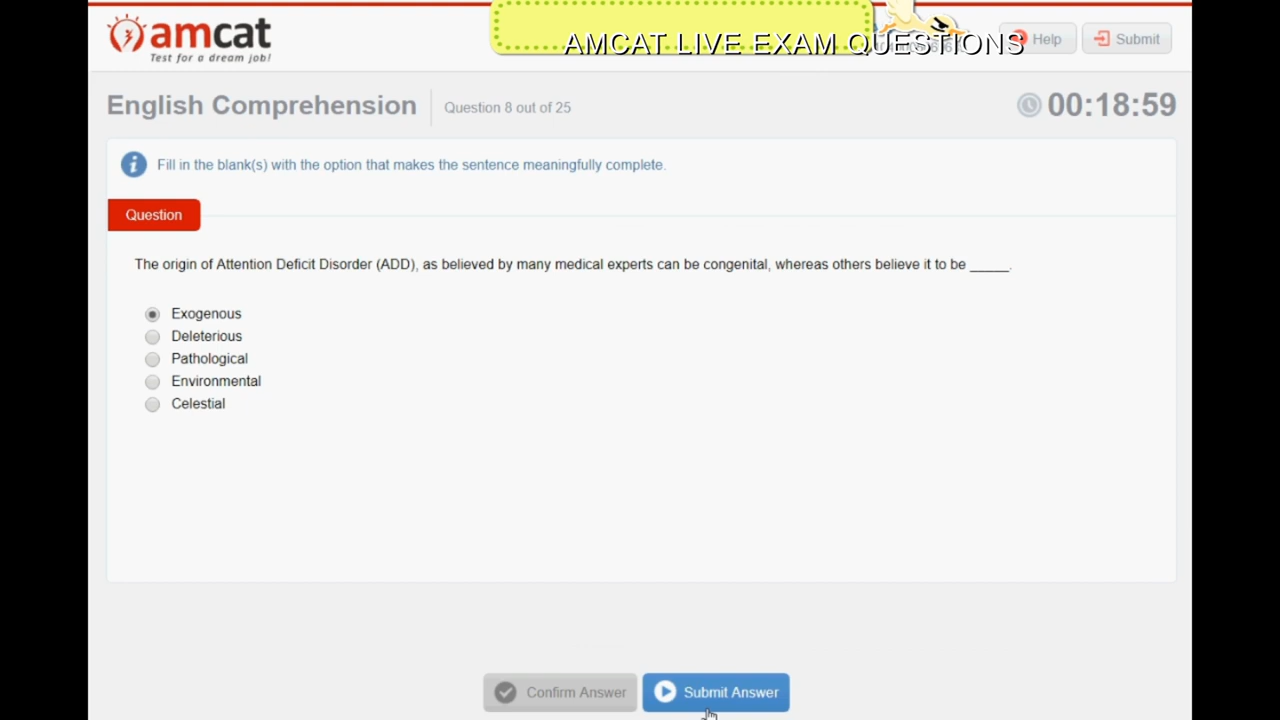 amcat
Test for a dream job!
AMCAT LIVE EXAM QUESTIONS
Help
Submit
English Comprehension
Question 8 out of 25
00:18:59
Fill in the blank(s) with the option that makes the sentence meaningfully complete.
Question
The origin of Attention Deficit Disorder (ADD), as believed by many medical experts can be congenital, whereas others believe it to be _____.
Exogenous
Deleterious
Pathological
Environmental
Celestial
Confirm Answer
Submit Answer